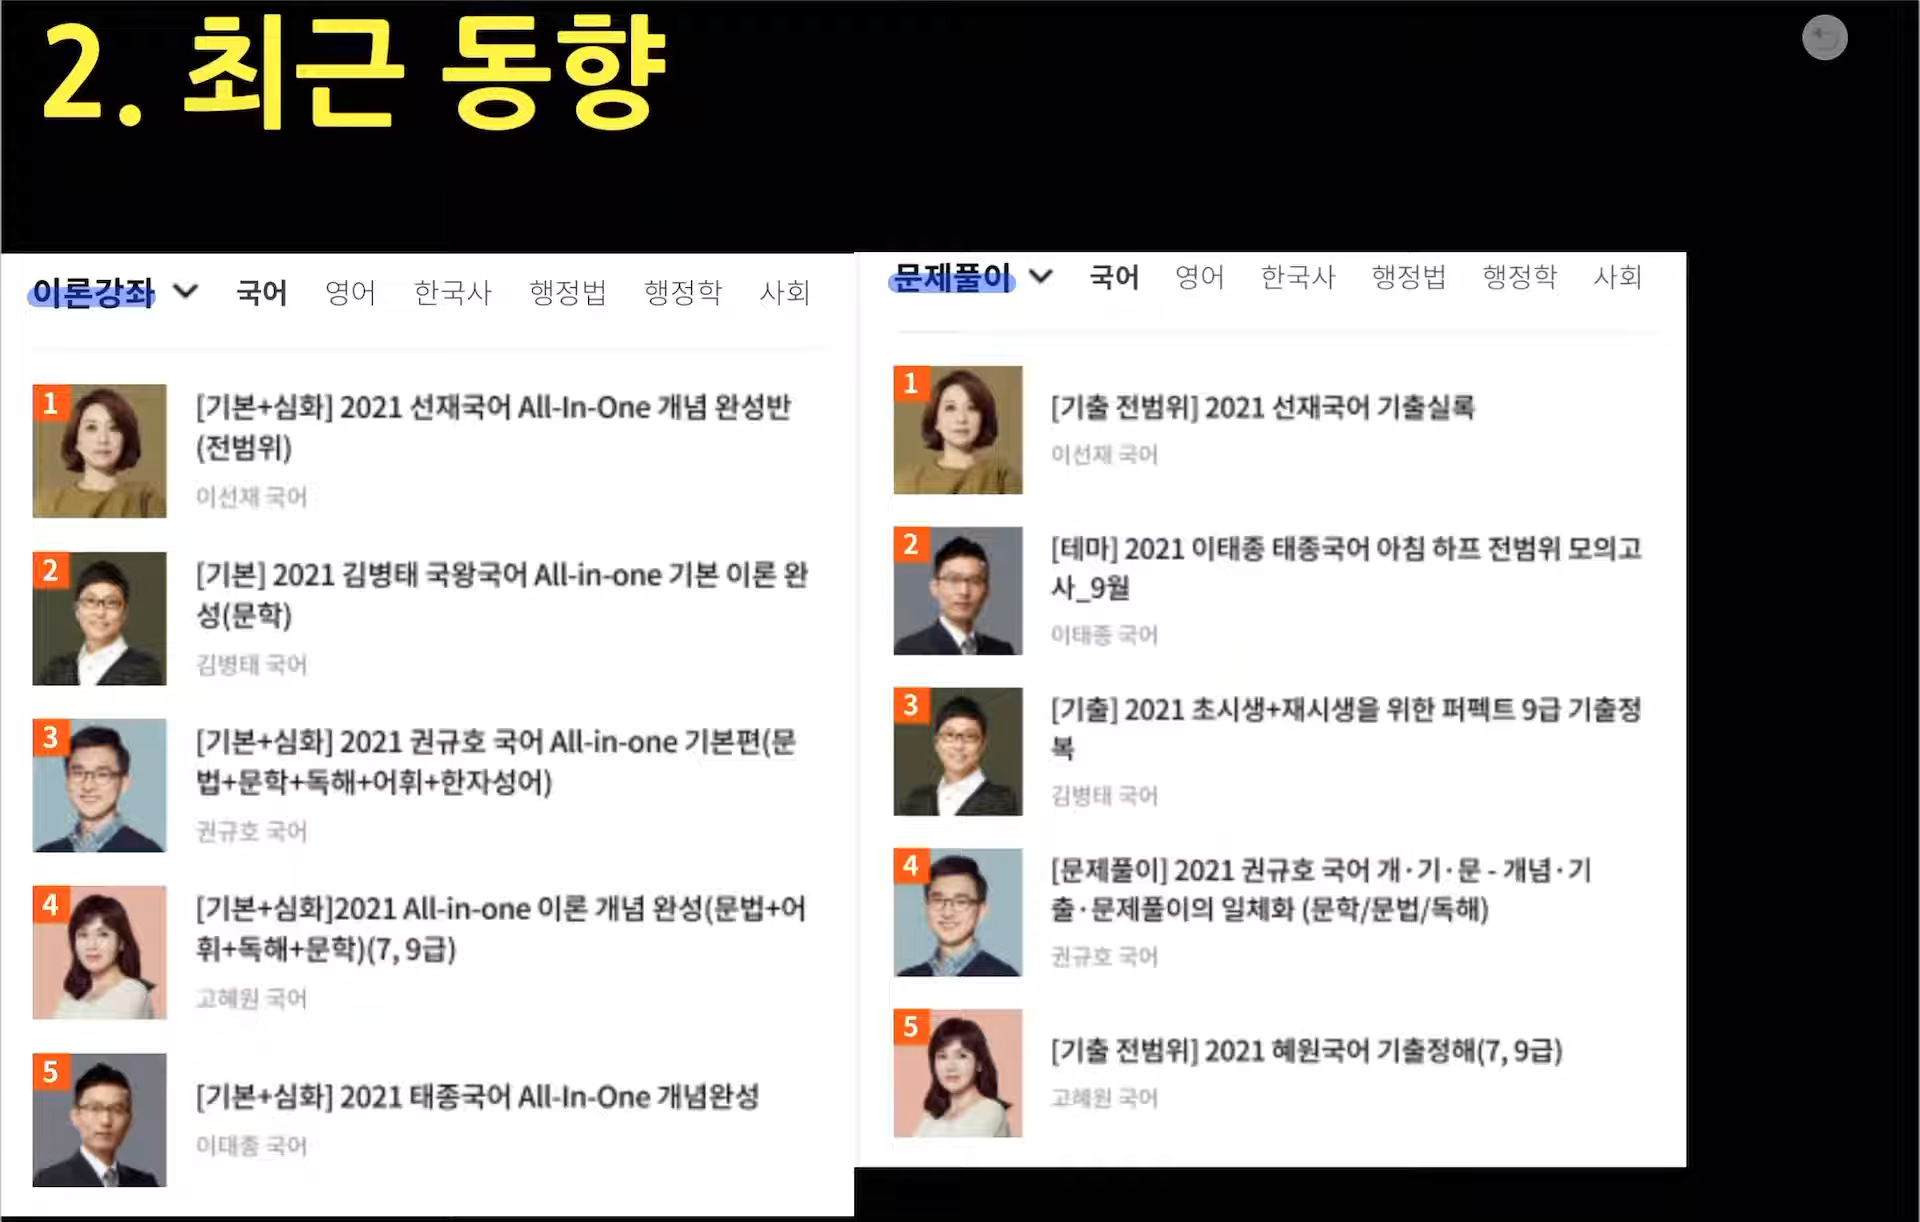 2. 최근 동향
이론강좌 국어 영어 한국사 행정법 행정학 사회
1
[기본+심화] 2021 선재국어 All-In-One 개념 완성반
(전범위)
이선재 국어
2
[기본] 2021 김병태 국왕국어 All-in-one 기본 이론 완
성(문학)
김병태 국어
3
[기본+심화] 2021 권규호 국어 All-in-one 기본편(문
법+문학+독해+어휘+한자성어)
권규호 국어
4
[기본+심화]2021 All-in-one 이론 개념 완성(문법+어
휘+독해+문학)(7, 9급)
고혜원 국어
5
[기본+심화] 2021 태종국어 All-In-One 개념완성
이태종 국어
문제풀이 국어 영어 한국사 행정법 행정학 사회
1
[기출 전범위] 2021 선재국어 기출실록
이선재 국어
2
[테마] 2021 이태종 태종국어 아침 하프 전범위 모의고
사_9월
이태종 국어
3
[기출] 2021 초시생+재시생을 위한 퍼펙트 9급 기출정
복
김병태 국어
4
[문제풀이] 2021 권규호 국어 개·기·문 - 개념·기
출·문제풀이의 일체화 (문학/문법/독해)
권규호 국어
5
[기출 전범위] 2021 혜원국어 기출정해(7, 9급)
고혜원 국어